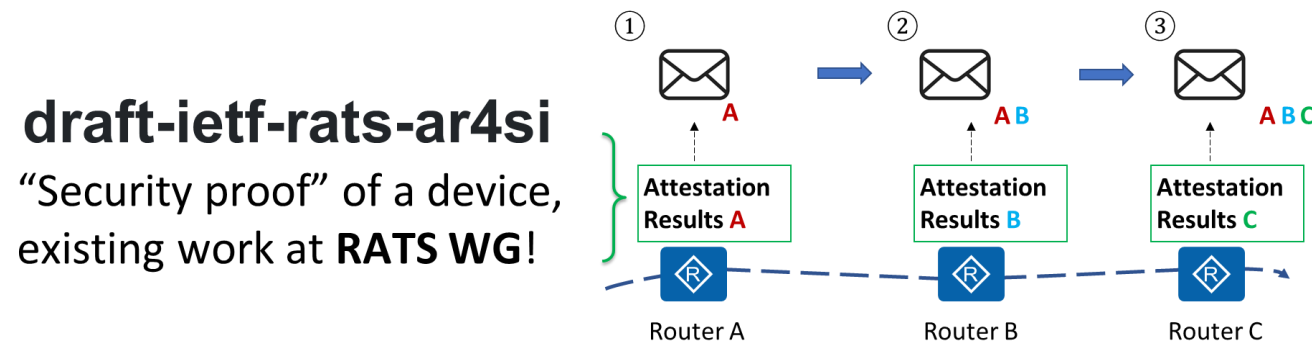 draft-ietf-rats-ar4si
“Security proof” of a device,
existing work at RATS WG!
① ② ③
A
A B
A B C
Attestation
Results A
Attestation
Results B
Attestation
Results C
R R R
Router A
Router B
Router C